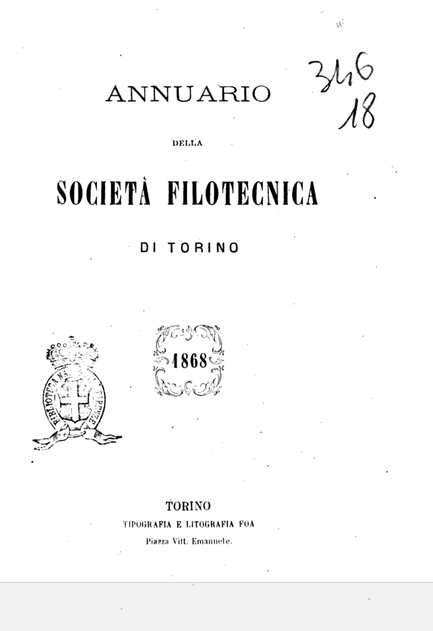 ANNUARIO
346
18
DELLA
SOCIETÀ FILOTECNICA
DI TORINO
1868
TORINO
TIPOGRAFIA E LITOGRAFIA FOA
Piazza Vitt. Emanuele.